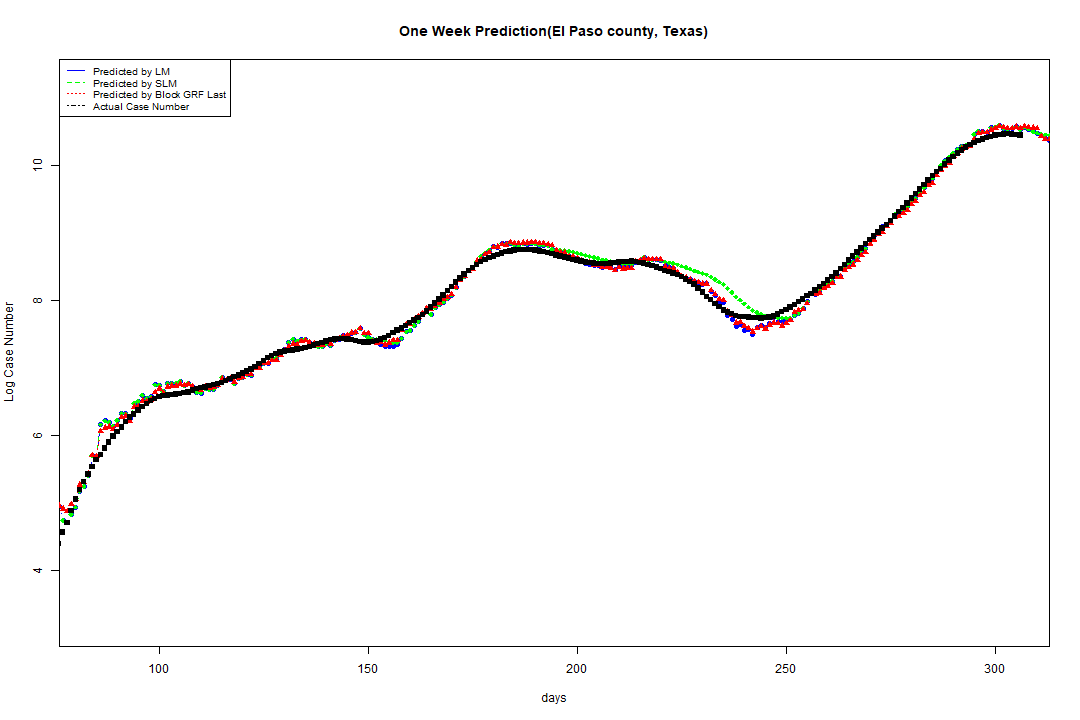 One Week Prediction(El Paso county, Texas)
Predicted by LM
Predicted by SLM
Predicted by Block GRF Last
Actual Case Number
10
8
6
4
Log Case Number
100 150 200 250 300
days